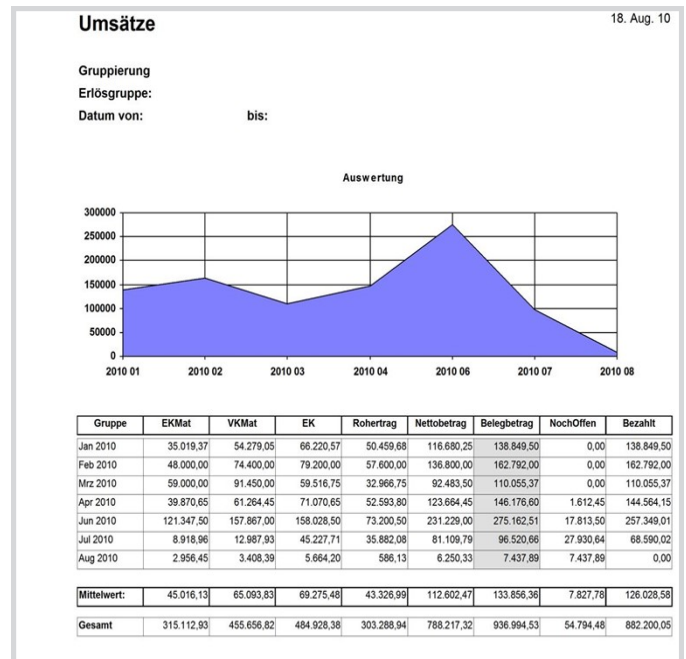 Umsätze
18. Aug. 10
Gruppierung
Erlösgruppe:
Datum von: bis:
Auswertung
300000
250000
200000
150000
100000
50000
0
2010 01 2010 02 2010 03 2010 04 2010 06 2010 07 2010 08
Gruppe EKMat VKMat EK Rohertrag Nettobetrag Belegbetrag NochOffen Bezahlt
Jan 2010 35.019,37 54.279,05 66.220,57 50.459,68 116.680,25 138.849,50 0,00 138.849,50
Feb 2010 48.000,00 74.400,00 79.200,00 57.600,00 136.800,00 162.792,00 0,00 162.792,00
Mrz 2010 59.000,00 91.450,00 59.516,75 32.966,75 92.483,50 110.055,37 0,00 110.055,37
Apr 2010 39.870,65 61.264,45 71.070,65 52.593,80 123.664,45 146.176,60 1.612,45 144.564,15
Jun 2010 121.347,50 157.867,00 158.028,50 73.200,50 231.229,00 275.162,51 17.813,50 257.349,01
Jul 2010 8.918,96 12.987,93 45.227,71 35.882,08 81.109,79 96.520,66 27.930,64 68.590,02
Aug 2010 2.956,45 3.408,39 5.664,20 586,13 6.250,33 7.437,89 7.437,89 0,00
Mittelwert: 45.016,13 65.093,83 69.275,48 43.326,99 112.602,47 133.856,36 7.827,78 126.028,58
Gesamt 315.112,93 455.656,82 484.928,38 303.288,94 788.217,32 936.994,53 54.794,48 882.200,05